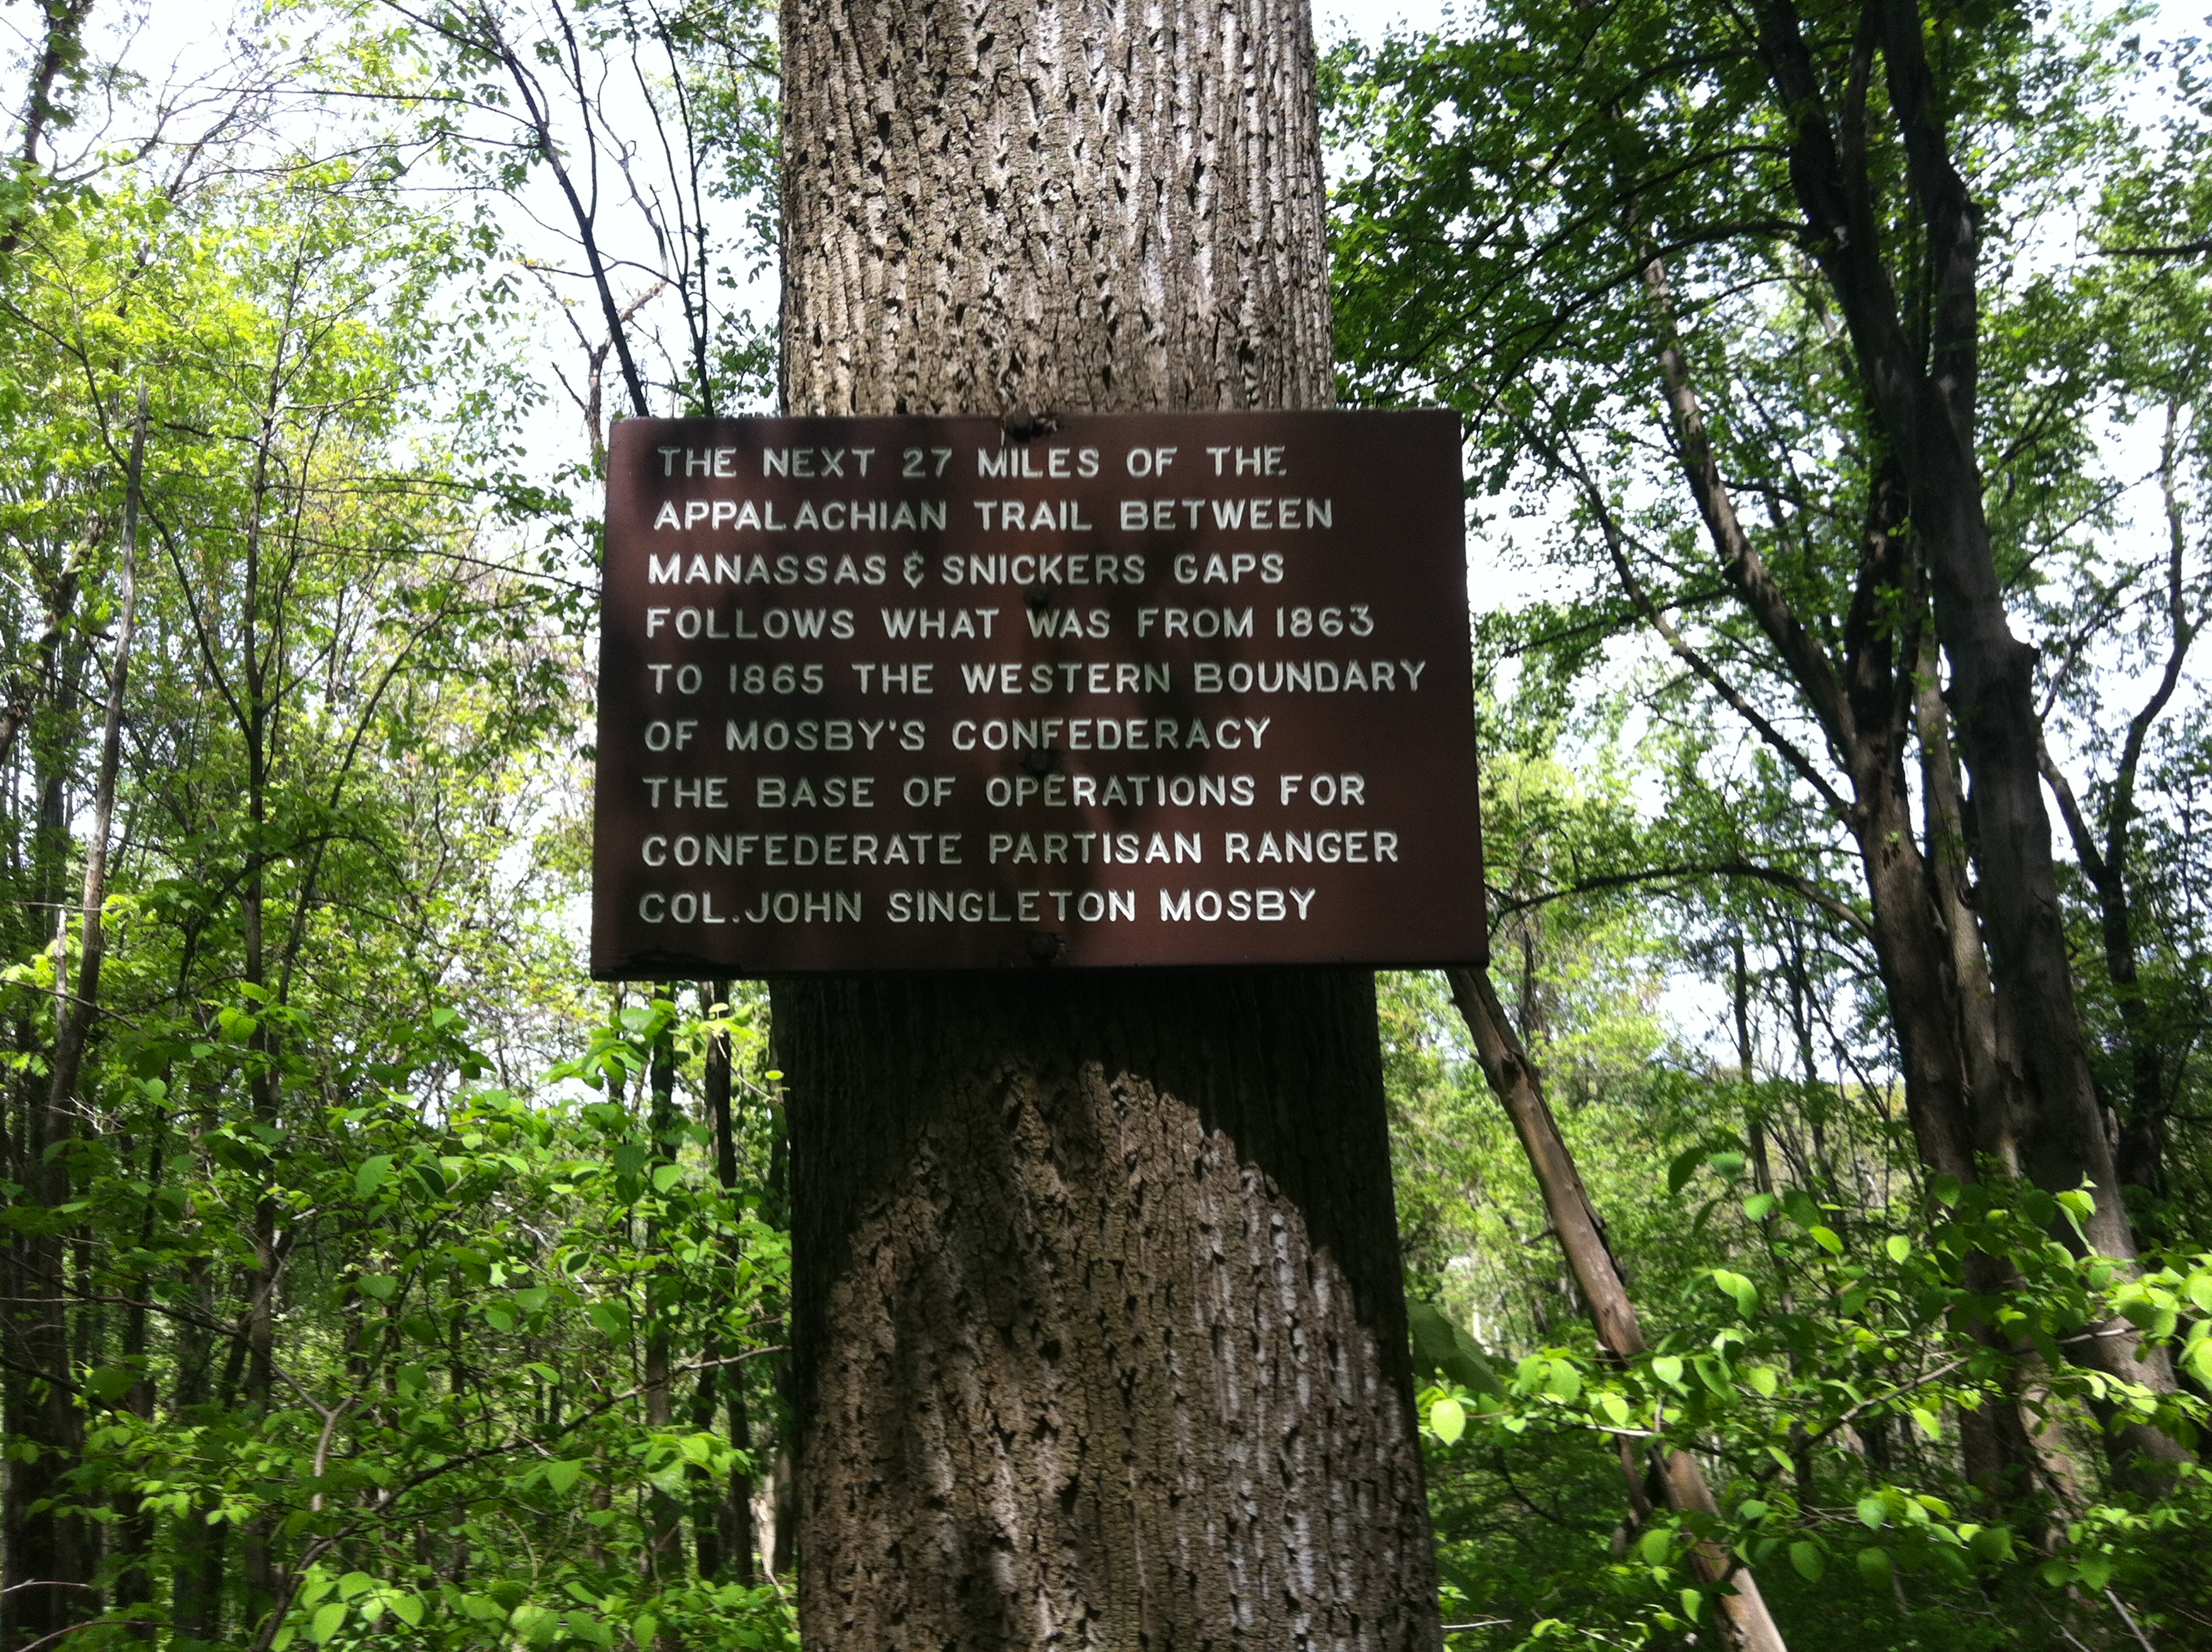 THE NEXT 27 MILES OF THE
APPALACHIAN TRAIL BETWEEN
MANASSAS & SNICKERS GAPS
FOLLOWS WHAT WAS FROM 1863
TO 1865 THE WESTERN BOUNDARY
OF MOSBY'S CONFEDERACY
THE BASE OF OPERATIONS FOR
CONFEDERATE PARTISAN RANGER
COL. JOHN SINGLETON MOSBY